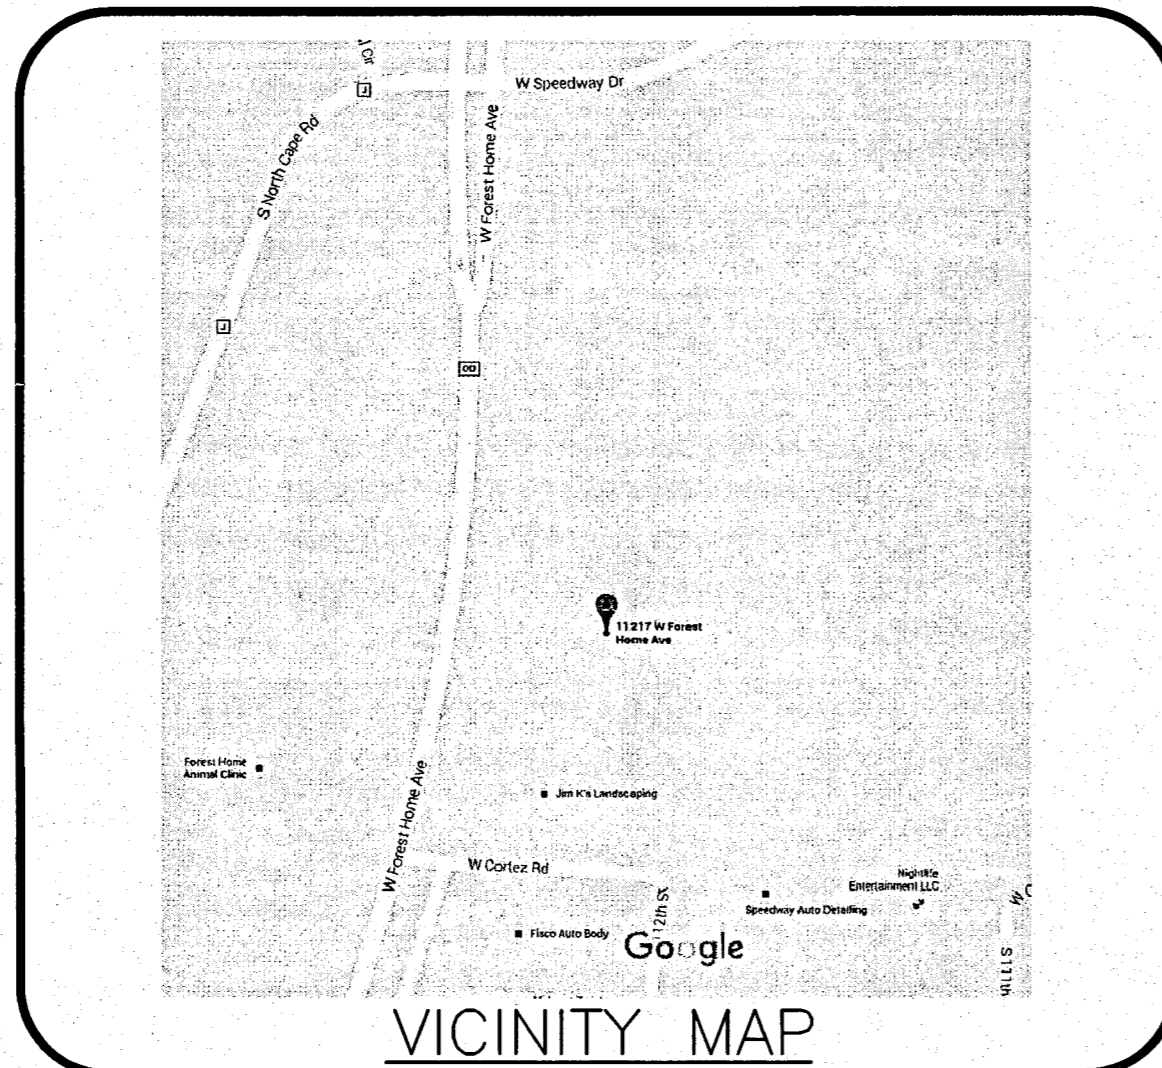 W Speedway Dr
S North Cape Rd
W Forest Home Ave
J
J
OO
11217 W Forest
Home Ave
Forest Home
Animal Clinic
W Forest Home Ave
Jim K's Landscaping
W Cortez Rd
Nightlife
Entertainment LLC
12th St
Speedway Auto Detailing
Fisco Auto Body
Google
VICINITY MAP